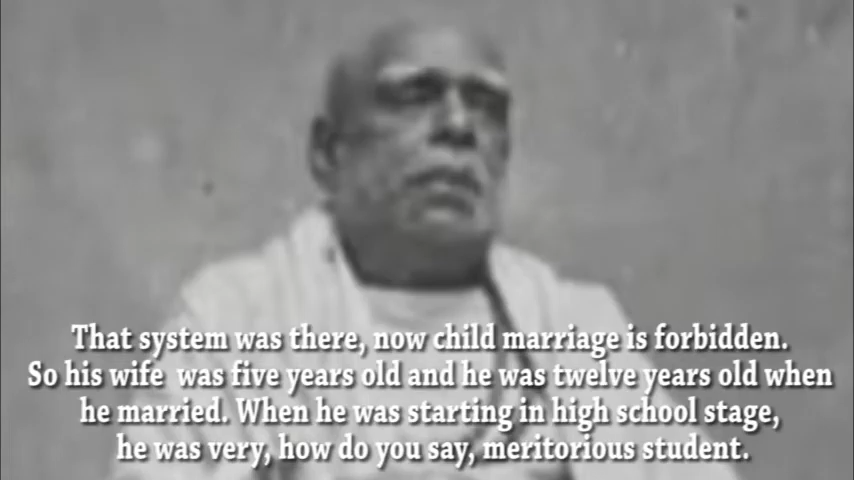 That system was there, now child marriage is forbidden.
So his wife was five years old and he was twelve years old when
he married. When he was starting in high school stage,
he was very, how do you say, meritorious student.